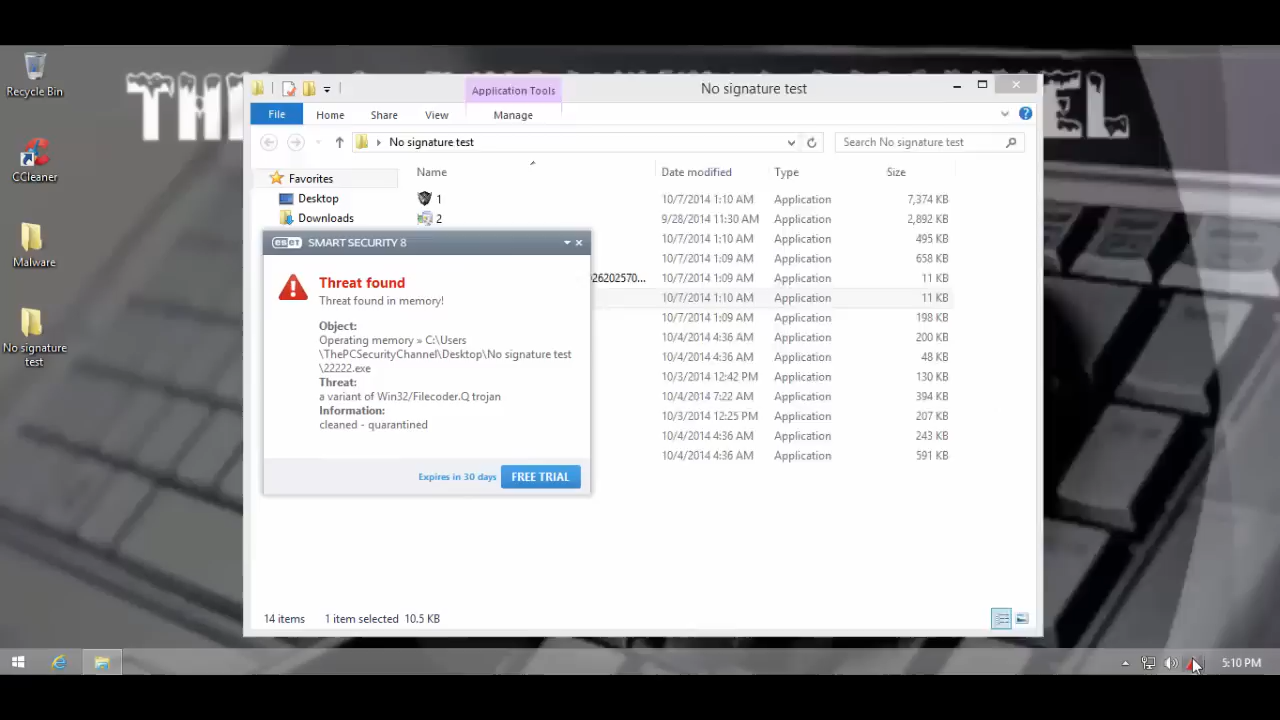 Recycle Bin
CCleaner
Malware
No signature
test
Application Tools
No signature test
File
Home
Share
View
Manage
No signature test
Search No signature test
Favorites
Desktop
Downloads
Name
Date modified
Type
Size
1
10/7/2014 1:10 AM
Application
7,374 KB
2
9/28/2014 11:30 AM
Application
2,892 KB
10/7/2014 1:10 AM
Application
495 KB
10/7/2014 1:09 AM
Application
658 KB
26202570...
10/7/2014 1:09 AM
Application
11 KB
10/7/2014 1:10 AM
Application
11 KB
10/7/2014 1:09 AM
Application
198 KB
10/4/2014 4:36 AM
Application
200 KB
10/4/2014 4:36 AM
Application
48 KB
10/3/2014 12:42 PM
Application
130 KB
10/4/2014 7:22 AM
Application
394 KB
10/3/2014 12:25 PM
Application
207 KB
10/4/2014 4:36 AM
Application
243 KB
10/4/2014 4:36 AM
Application
591 KB
eset SMART SECURITY 8
Threat found
Threat found in memory!
Object:
Operating memory » C:\Users
\ThePCSecurityChannel\Desktop\No signature test
\22222.exe
Threat:
a variant of Win32/Filecoder.Q trojan
Information:
cleaned - quarantined
Expires in 30 days
FREE TRIAL
14 items
1 item selected 10.5 KB
5:10 PM